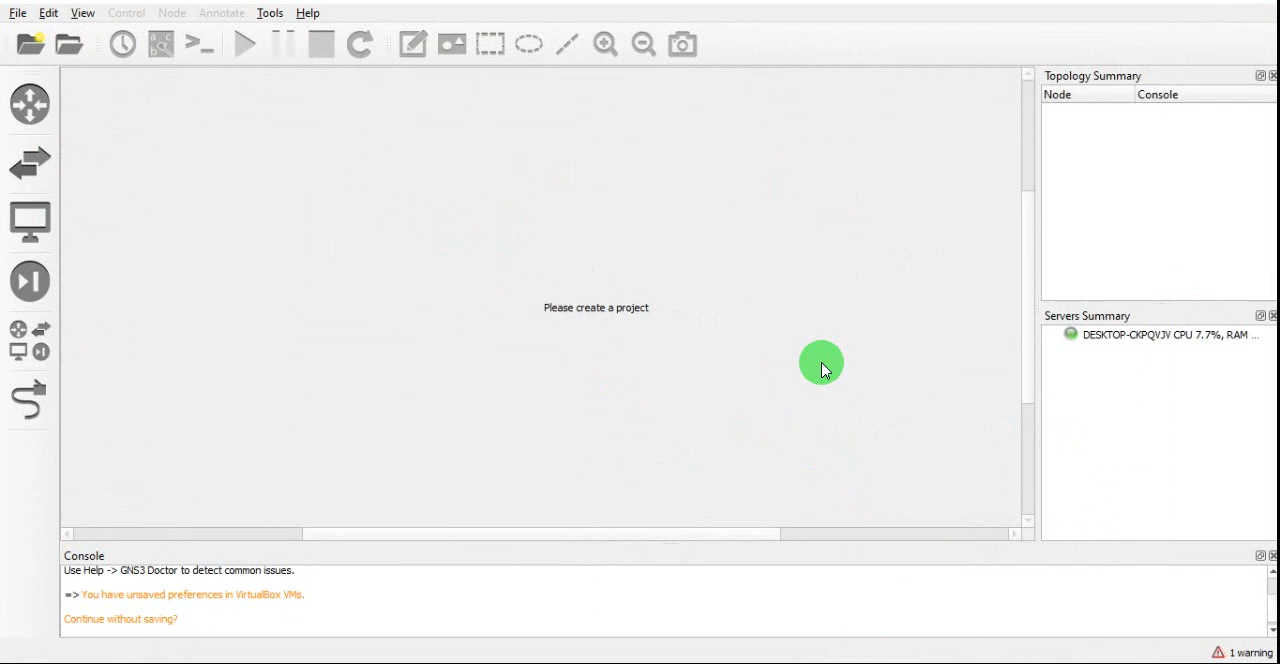 File Edit View Control Node Annotate Tools Help
Topology Summary
Node Console
Please create a project
Servers Summary
DESKTOP-CKPQVJV CPU 7.7%, RAM ...
Console
Use Help -> GNS3 Doctor to detect common issues.
=> You have unsaved preferences in VirtualBox VMs.
Continue without saving?
1 warning